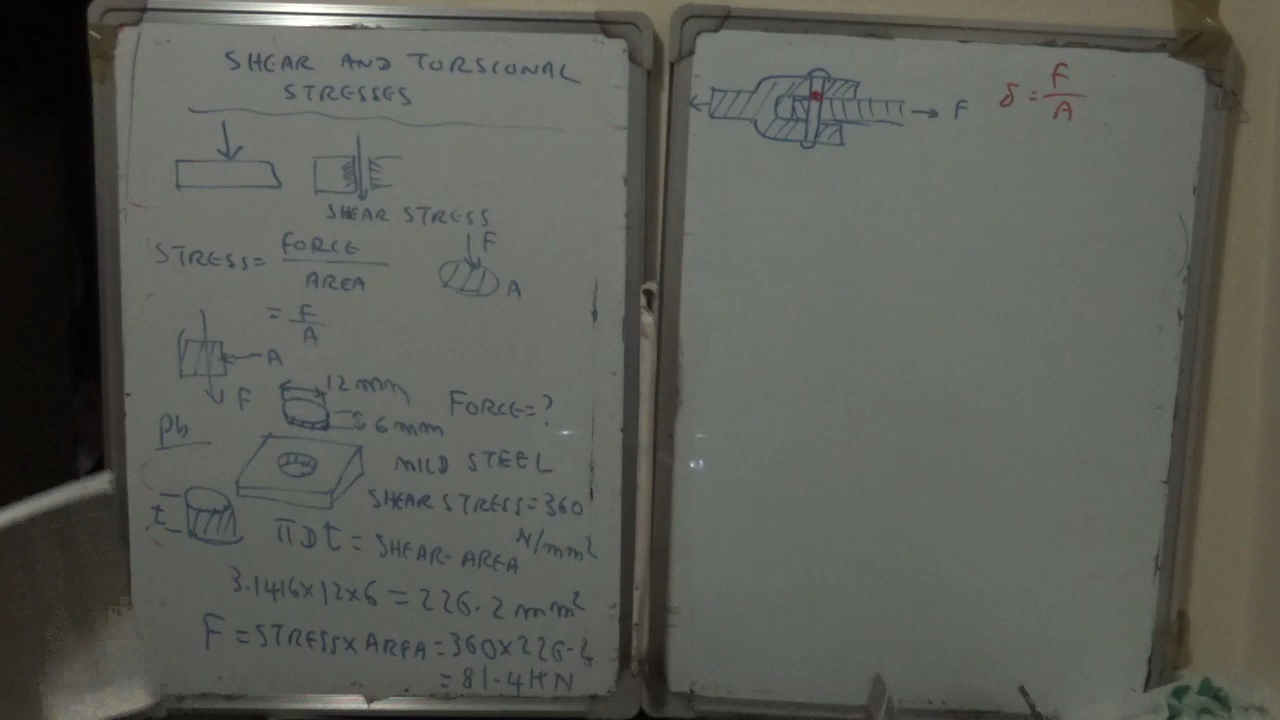 SHEAR AND TORSIONAL
STRESSES
SHEAR STRESS
STRESS = FORCE / AREA
F
A
= F / A
A
F
12 mm
FORCE = ?
6 mm
Pb
MILD STEEL
SHEAR STRESS = 360
N/mm²
t
πDt = SHEAR-AREA
3.1416 x 12 x 6 = 226.2 mm²
F = STRESS x AREA = 360 x 226.2
= 81.4 KN
F
δ = F / A